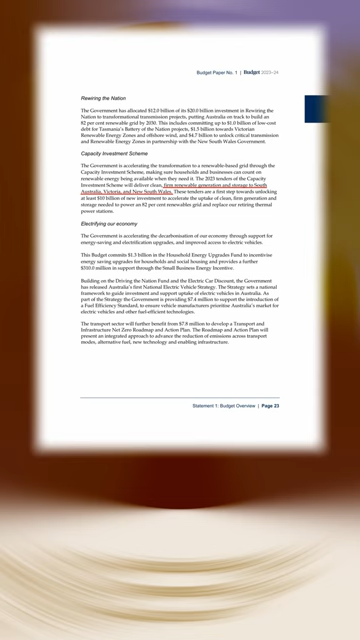 Budget Paper No. 1 | Budget 2023–24
Rewiring the Nation
The Government has allocated $12.0 billion of its $20.0 billion investment in Rewiring the
Nation to transformational transmission projects, putting Australia on track to build an
82 per cent renewable grid by 2030. This includes committing up to $1.0 billion of low-cost
debt for Tasmania's Battery of the Nation projects, $1.5 billion towards Victorian
Renewable Energy Zones and offshore wind, and $4.7 billion to unlock critical transmission
and Renewable Energy Zones with the New South Wales Government.
Capacity Investment Scheme
The Government is accelerating the transformation to a renewable-based grid through the
Capacity Investment Scheme, making sure households and businesses can count on
renewable energy being available when they need it. The 2023 tenders of the Capacity
Investment Scheme will deliver clean, firm renewable generation and storage to South
Australia, Victoria, and New South Wales. These tenders are a first step towards unlocking
at least $10 billion of new investment to accelerate the uptake of clean, firm generation and
storage needed to power an 82 per cent renewables grid and replace our retiring thermal
power stations.
Electrifying our economy
The Government is accelerating the decarbonisation of our economy through support for
energy-saving and electrification upgrades, and improved access to electric vehicles.
This Budget commits $1.3 billion in the Household Energy Upgrades Fund to incentivise
energy saving upgrades for households and social housing and provides a further
$310.0 million in support through the Small Business Energy Incentive.
Building on the Driving the Nation Fund and the Electric Car Discount, the Government
has released Australia's first National Electric Vehicle Strategy. The Strategy sets a national
framework to guide investment and support uptake of electric vehicles in Australia. As
part of the Strategy the Government is providing $7.4 million to support the introduction of
a Fuel Efficiency Standard, to ensure vehicle manufacturers prioritise Australia's market for
electric vehicles and other fuel-efficient technologies.
The transport sector will further benefit from $7.8 million to develop a Transport and
Infrastructure Net Zero Roadmap and Action Plan. The Roadmap and Action Plan will
present an integrated approach to advance the reduction of emissions across transport
modes, alternative fuel, new technology and enabling infrastructure.
Statement 1: Budget Overview | Page 23